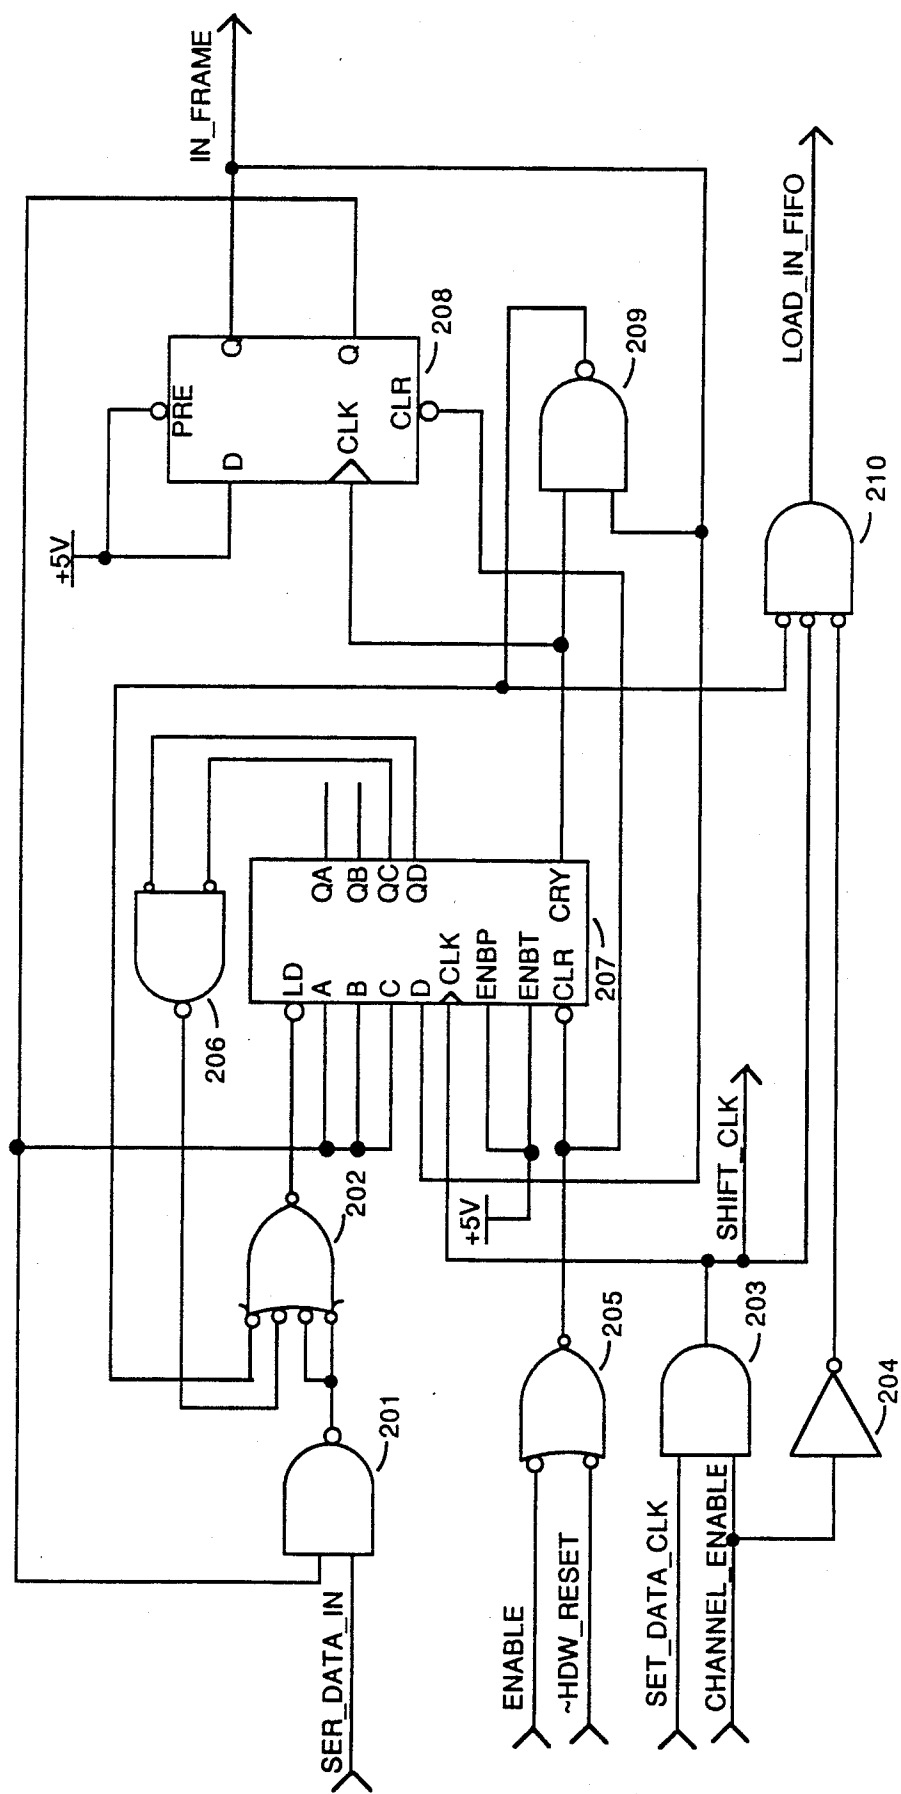 SER_DATA_IN
201
202
206
LD
A
B
C
D
CLK
ENBP
ENBT
CLR
QA
QB
QC
QD
CRY
207
+5V
+5V
PRE
D
CLK
CLR
Q
Q
208
IN_FRAME
209
ENABLE
~HDW_RESET
205
SET_DATA_CLK
CHANNEL_ENABLE
203
SHIFT_CLK
204
210
LOAD_IN_FIFO